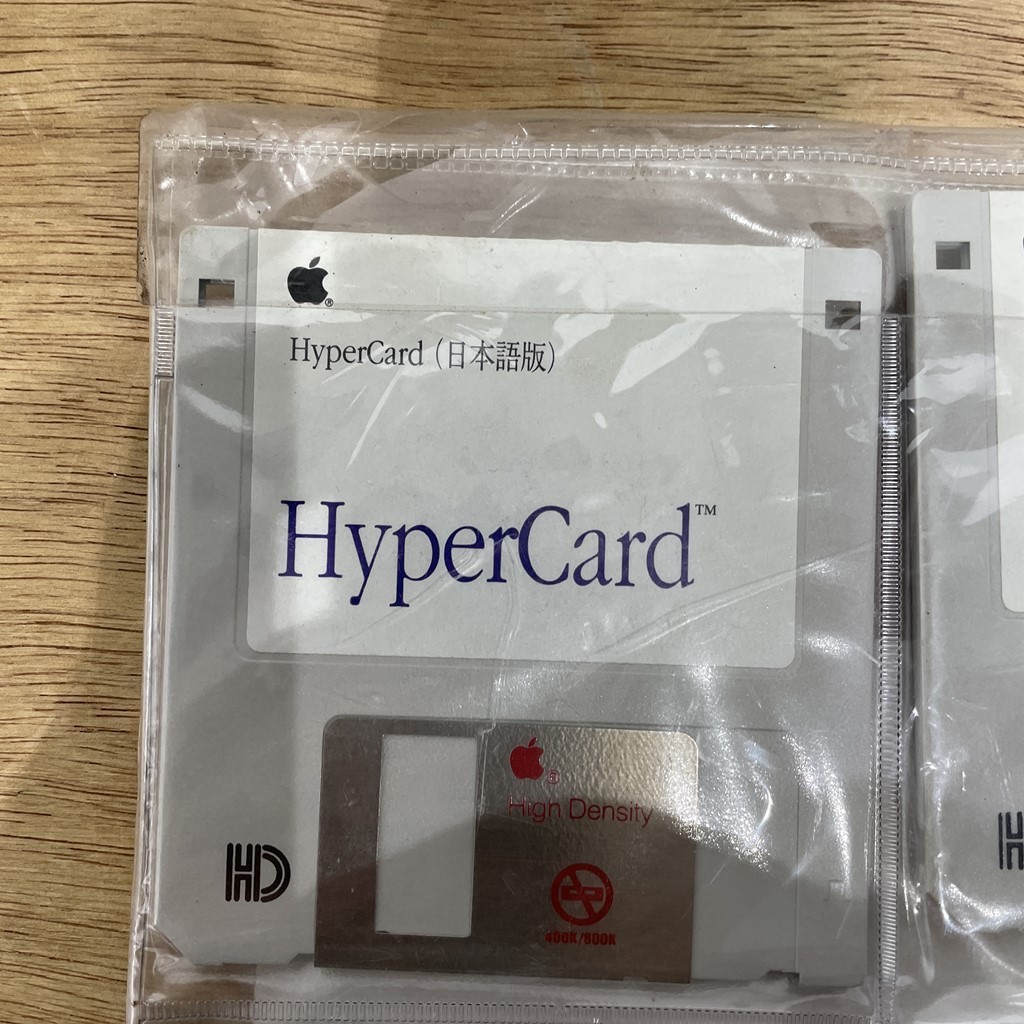 HyperCard（日本語版）
HyperCard™
High Density
HD
400K/800K